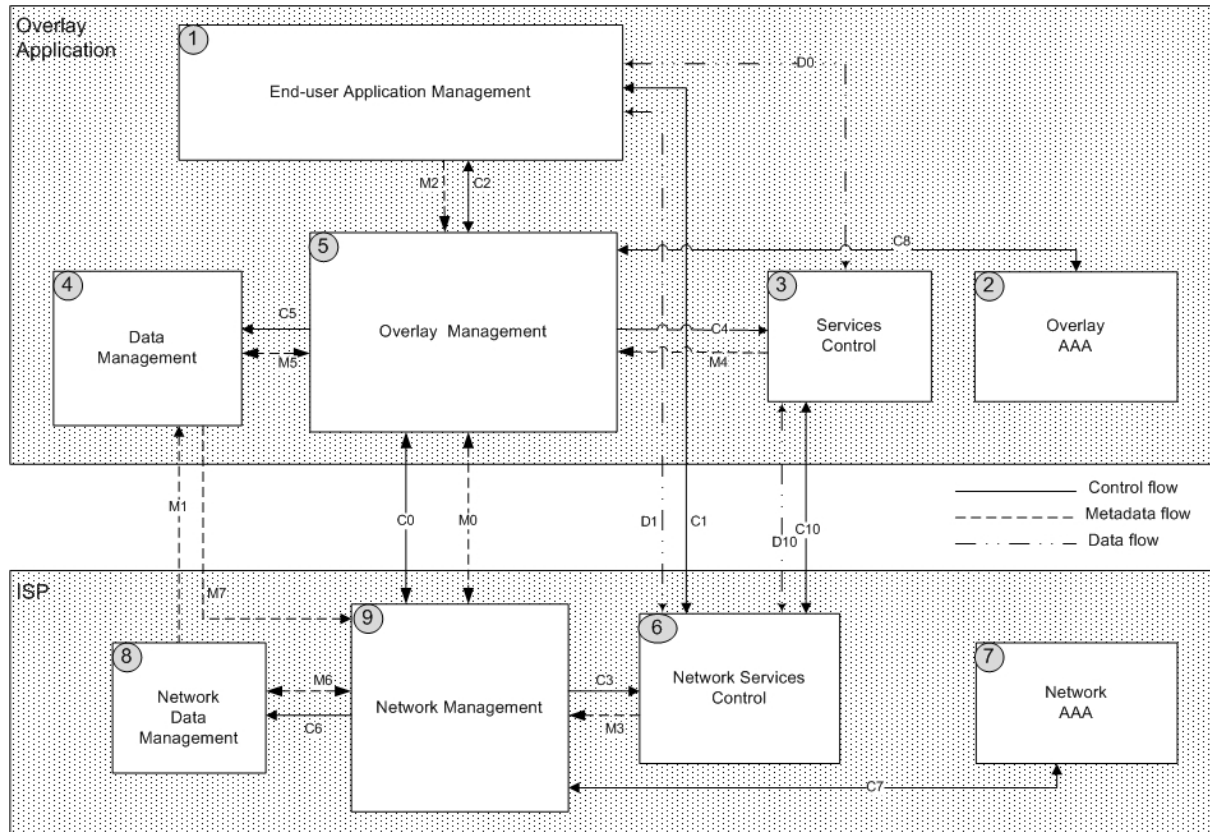 Overlay
Application
1
End-user Application Management
D0
M2
C2
5
Overlay Management
C8
4
Data
Management
C5
M5
3
Services
Control
C4
M4
2
Overlay
AAA
M1
C0
M0
D1
C1
D10
C10
Control flow
Metadata flow
Data flow
ISP
M7
9
Network Management
6
Network Services
Control
7
Network
AAA
8
Network
Data
Management
M6
C6
C3
M3
C7